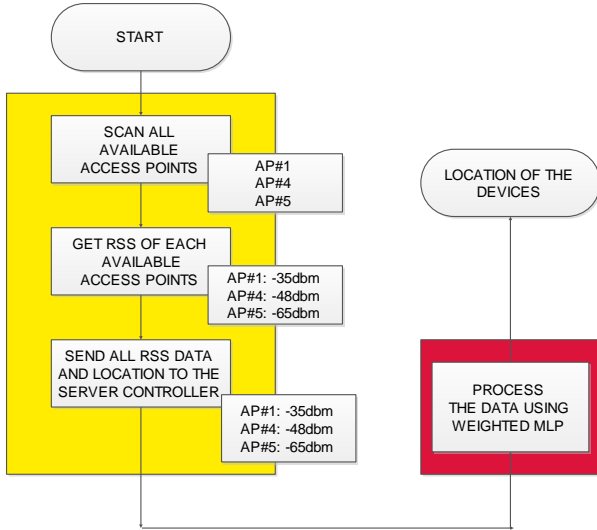 START
SCAN ALL
AVAILABLE
ACCESS POINTS
AP#1
AP#4
AP#5
GET RSS OF EACH
AVAILABLE
ACCESS POINTS
AP#1: -35dbm
AP#4: -48dbm
AP#5: -65dbm
SEND ALL RSS DATA
AND LOCATION TO THE
SERVER CONTROLLER
AP#1: -35dbm
AP#4: -48dbm
AP#5: -65dbm
PROCESS
THE DATA USING
WEIGHTED MLP
LOCATION OF THE
DEVICES